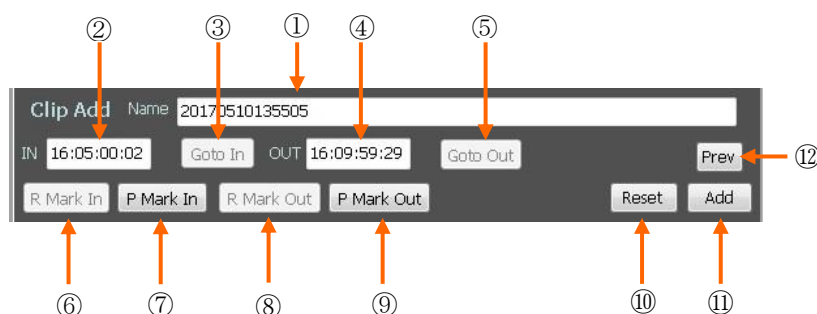 ② ③ ① ④ ⑤
Clip Add Name 20170510135505
IN 16:05:00:02 Goto In OUT 16:09:59:29 Goto Out Prev ⑫
R Mark In P Mark In R Mark Out P Mark Out Reset Add
⑥ ⑦ ⑧ ⑨ ⑩ ⑪